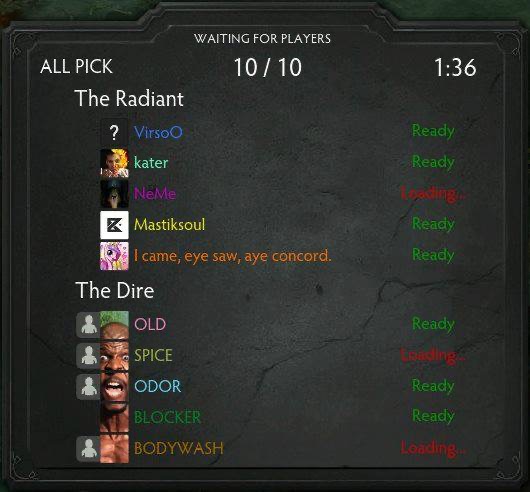 WAITING FOR PLAYERS
ALL PICK 10 / 10 1:36
The Radiant
? VirsoO Ready
kater Ready
NeMe Loading...
Mastiksoul Ready
I came, eye saw, aye concord. Ready
The Dire
OLD Ready
SPICE Loading...
ODOR Ready
BLOCKER Ready
BODYWASH Loading...